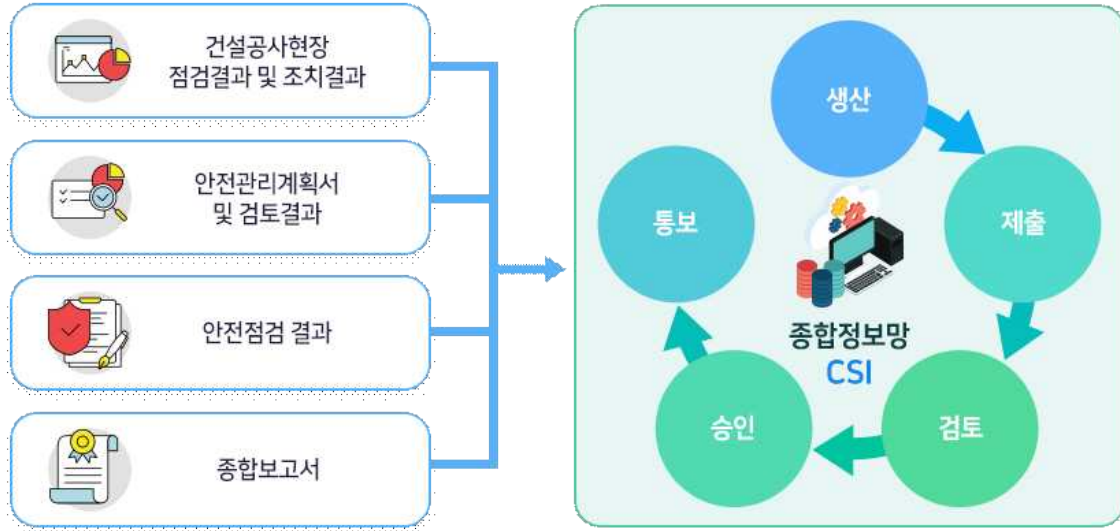 건설공사현장
점검결과 및 조치결과
안전관리계획서
및 검토결과
안전점검 결과
종합보고서
생산
제출
검토
승인
통보
종합정보망
CSI